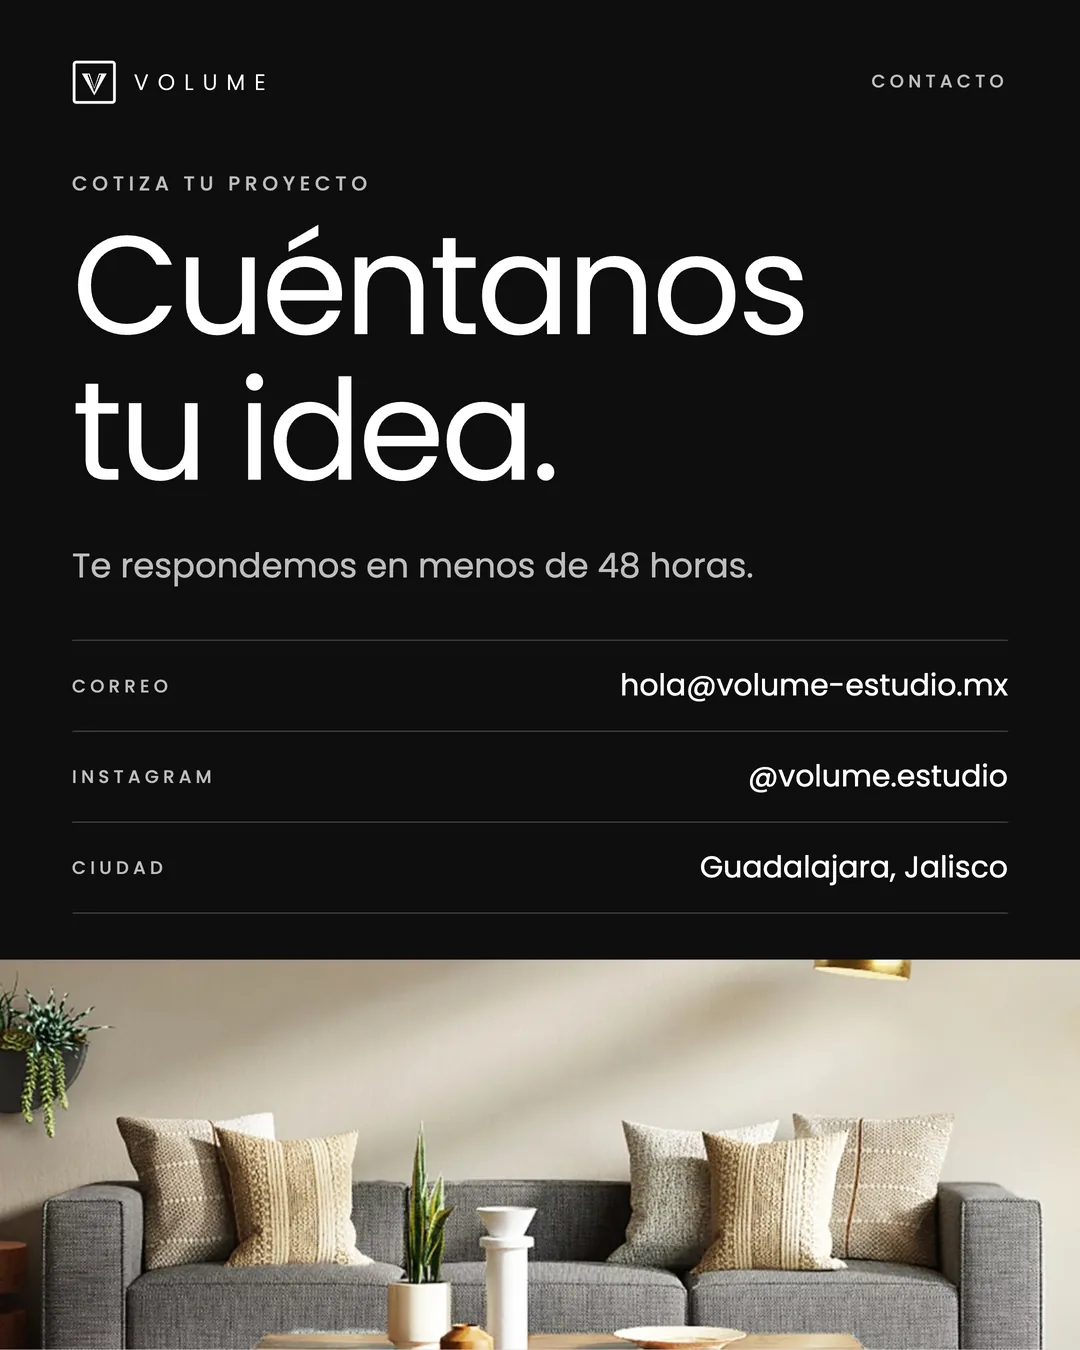 V VOLUME
CONTACTO
COTIZA TU PROYECTO
Cuéntanos
tu idea.
Te respondemos en menos de 48 horas.
CORREO hola@volume-estudio.mx
INSTAGRAM @volume.estudio
CIUDAD Guadalajara, Jalisco